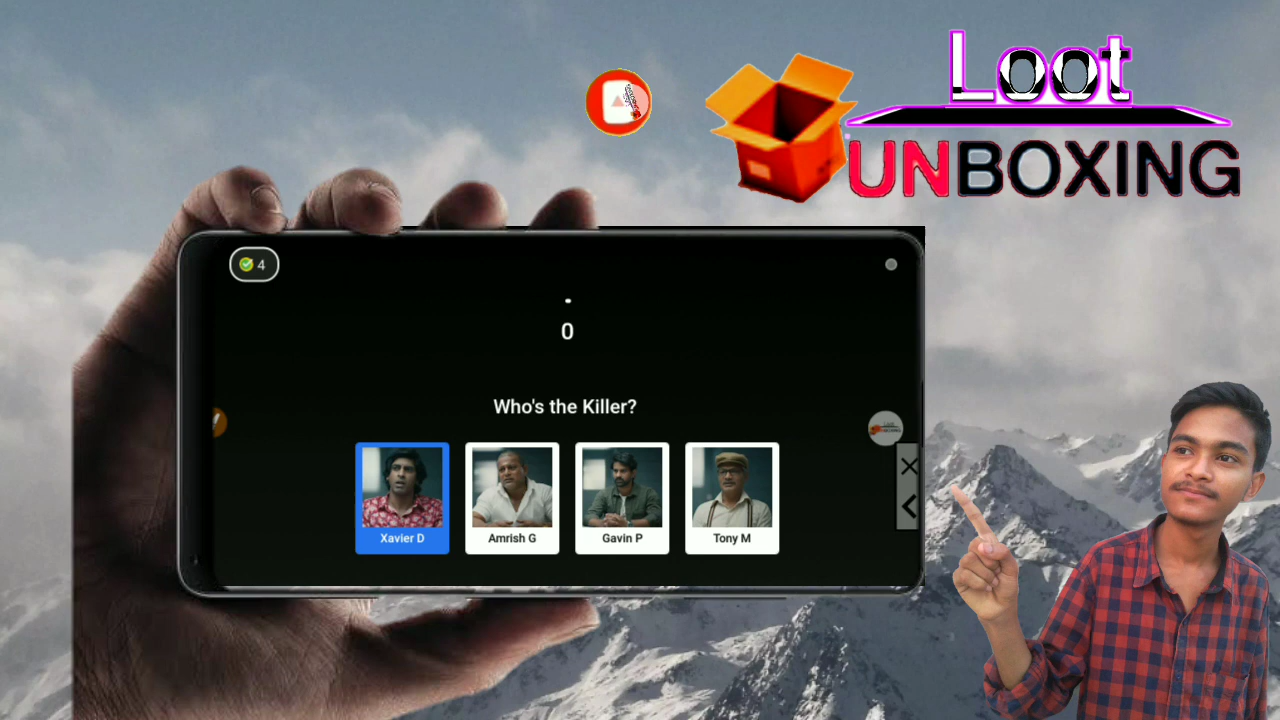 Loot
UNBOXING
4
0
Who's the Killer?
Xavier D
Amrish G
Gavin P
Tony M